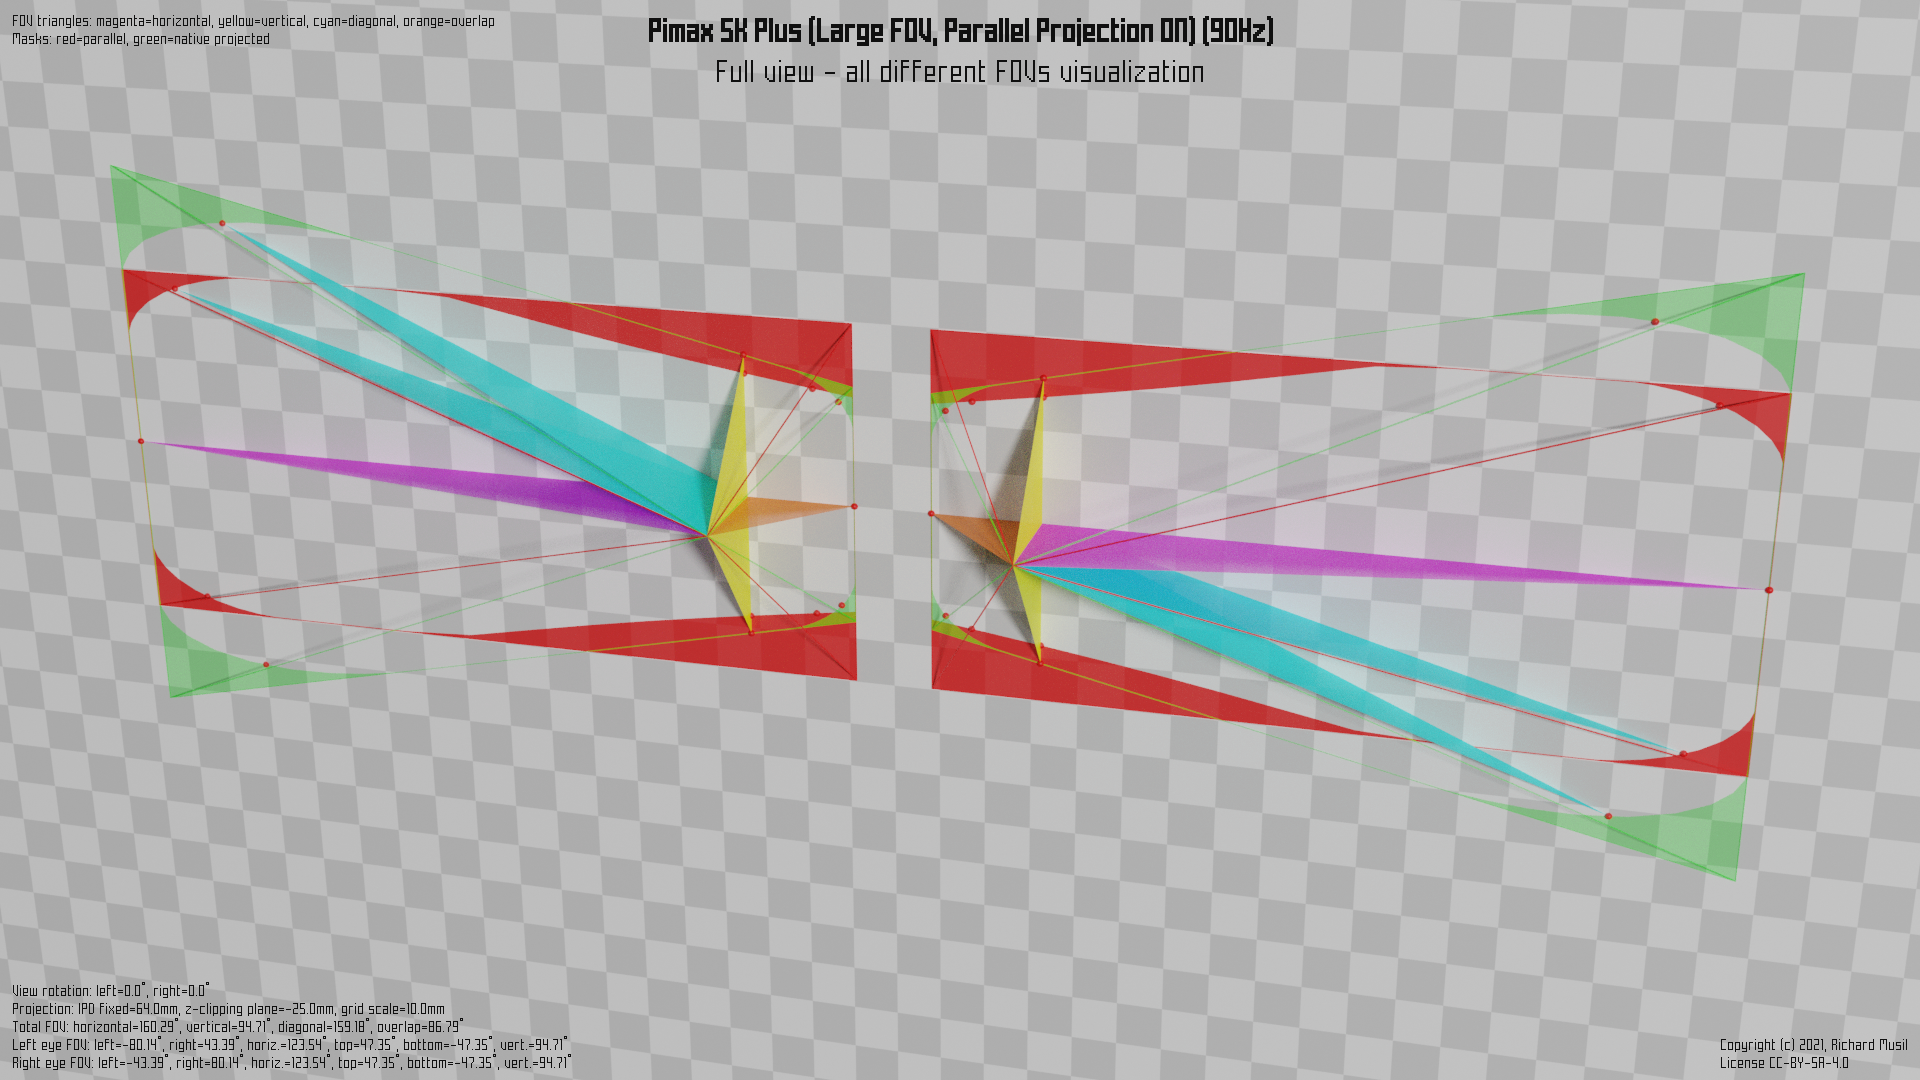 FOV triangles: magenta=horizontal, yellow=vertical, cyan=diagonal, orange=overlap
Masks: red=parallel, green=native projected
Pimax 5K Plus (Large FOV, Parallel Projection ON) (90Hz)
Full view - all different FOVs visualization
View rotation: left=0.0°, right=0.0°
Projection: IPD fixed=64.0mm, z-clipping plane=-25.0mm, grid scale=10.0mm
Total FOV: horizontal=160.29°, vertical=94.71°, diagonal=159.18°, overlap=86.79°
Left eye FOV: left=-80.14°, right=43.39°, horiz.=123.54°, top=47.35°, bottom=-47.35°, vert.=94.71°
Right eye FOV: left=-43.39°, right=80.14°, horiz.=123.54°, top=47.35°, bottom=-47.35°, vert.=94.71°
Copyright (c) 2021, Richard Musil
License CC-BY-SA-4.0